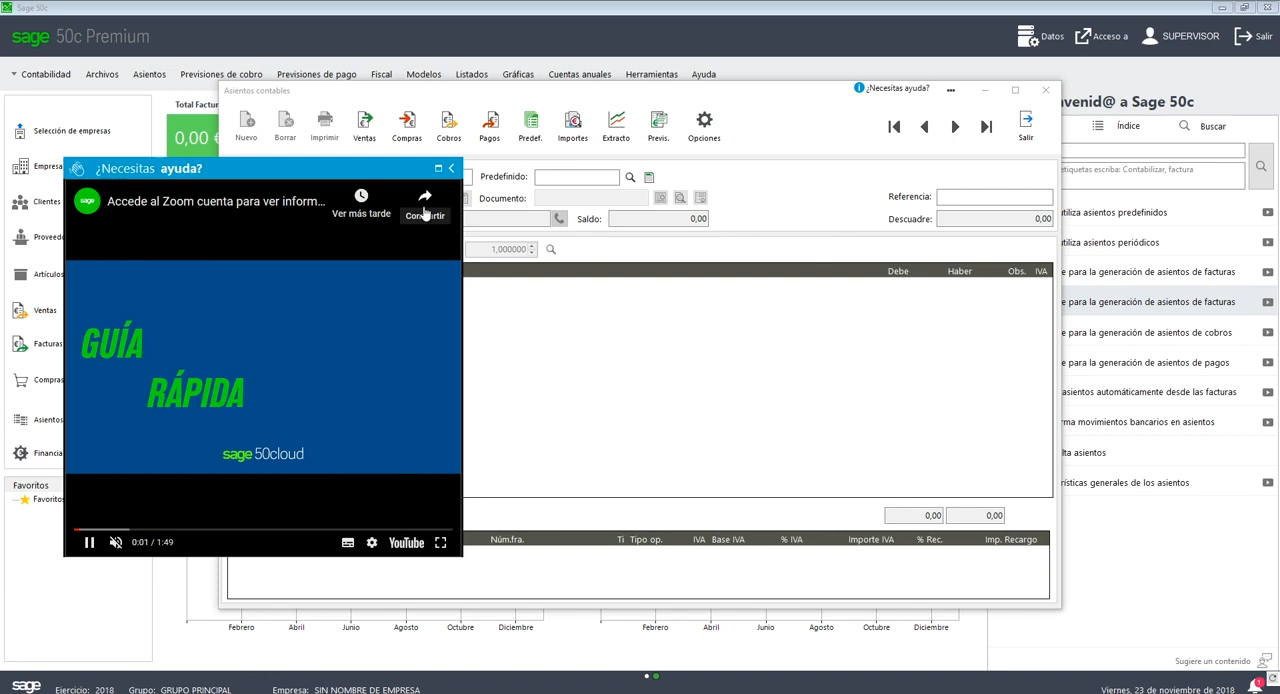 Sage 50c
sage 50c Premium
Datos
Acceso a
SUPERVISOR
Salir
Contabilidad
Archivos
Asientos
Previsiones de cobro
Previsiones de pago
Fiscal
Modelos
Listados
Gráficas
Cuentas anuales
Herramientas
Ayuda
Selección de empresas
Empresa
Clientes
Proveedo
Artículos
Ventas
Facturas
Compras
Asientos
Financia
Favoritos
Favoritos
Total Factur
0,00 €
Asientos contables
¿Necesitas ayuda?
Nuevo
Borrar
Imprimir
Ventas
Compras
Cobros
Pagos
Predef.
Importes
Extracto
Previs.
Opciones
Salir
Predefinido:
Documento:
Referencia:
Saldo:
0,00
Descuadre:
0,00
1,000000
Debe
Haber
Obs.
IVA
0,00
0,00
Núm.fra.
Ti
Tipo op.
IVA
Base IVA
% IVA
Importe IVA
% Rec.
Imp. Recargo
¿Necesitas ayuda?
sage
Accede al Zoom cuenta para ver inform...
Ver más tarde
Compartir
GUÍA
RÁPIDA
sage 50cloud
0:01 / 1:49
YouTube
Febrero
Abril
Junio
Agosto
Octubre
Diciembre
Febrero
Abril
Junio
Agosto
Octubre
Diciembre
venid@ a Sage 50c
Índice
Buscar
etiquetas escriba: Contabilizar, factura
utiliza asientos predefinidos
utiliza asientos periódicos
e para la generación de asientos de facturas
e para la generación de asientos de facturas
e para la generación de asientos de cobros
e para la generación de asientos de pagos
asientos automáticamente desde las facturas
rma movimientos bancarios en asientos
lta asientos
rísticas generales de los asientos
Sugiere un contenido
sage
Ejercicio: 2018
Grupo: GRUPO PRINCIPAL
Empresa: SIN NOMBRE DE EMPRESA
Viernes, 23 de noviembre de 2018
1